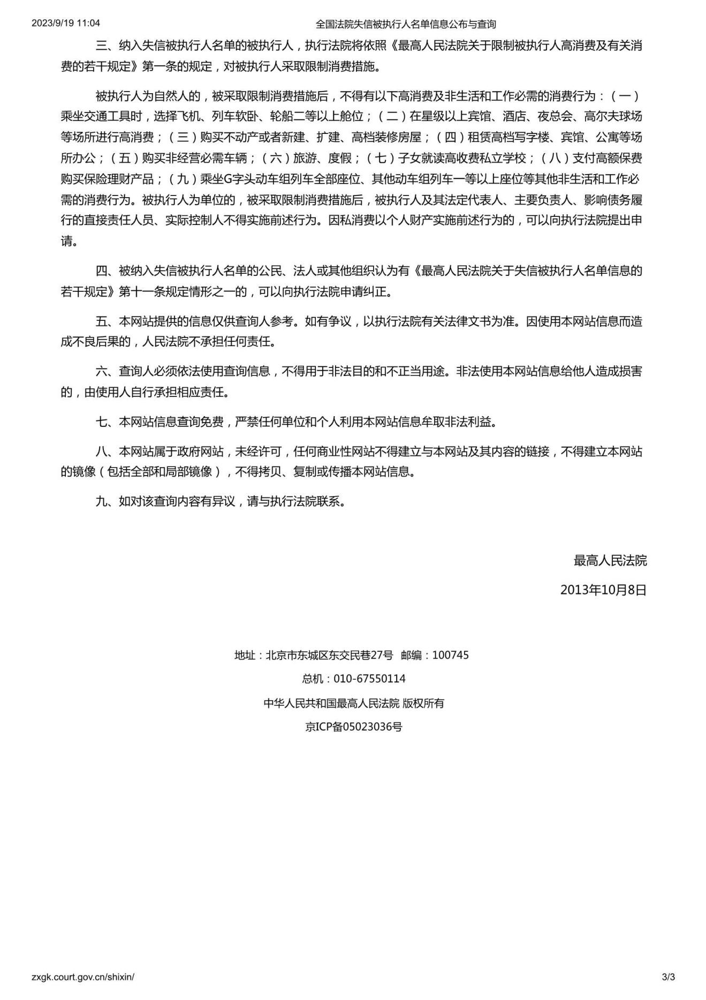 2023/9/19 11:04
全国法院失信被执行人名单信息公布与查询
三、纳入失信被执行人名单的被执行人，执行法院将依照《最高人民法院关于限制被执行人高消费及有关消
费的若干规定》第一条的规定，对被执行人采取限制消费措施。
被执行人为自然人的，被采取限制消费措施后，不得有以下高消费及非生活和工作必需的消费行为：（一）
乘坐交通工具时，选择飞机、列车软卧、轮船二等以上舱位；（二）在星级以上宾馆、酒店、夜总会、高尔夫球场
等场所进行高消费；（三）购买不动产或者新建、扩建、高档装修房屋；（四）租赁高档写字楼、宾馆、公寓等场
所办公；（五）购买非经营必需车辆；（六）旅游、度假；（七）子女就读高收费私立学校；（八）支付高额保费
购买保险理财产品；（九）乘坐G字头动车组列车全部座位、其他动车组列车一等以上座位等其他非生活和工作必
需的消费行为。被执行人为单位的，被采取限制消费措施后，被执行人及其法定代表人、主要负责人、影响债务履
行的直接责任人员、实际控制人不得实施前述行为。因私消费以个人财产实施前述行为的，可以向执行法院提出申
请。
四、被纳入失信被执行人名单的公民、法人或其他组织认为有《最高人民法院关于失信被执行人名单信息的
若干规定》第十一条规定情形之一的，可以向执行法院申请纠正。
五、本网站提供的信息仅供查询人参考。如有争议，以执行法院有关法律文书为准。因使用本网站信息而造
成不良后果的，人民法院不承担任何责任。
六、查询人必须依法使用查询信息，不得用于非法目的和不正当用途。非法使用本网站信息给他人造成损害
的，由使用人自行承担相应责任。
七、本网站信息查询免费，严禁任何单位和个人利用本网站信息牟取非法利益。
八、本网站属于政府网站，未经许可，任何商业性网站不得建立与本网站及其内容的链接，不得建立本网站
的镜像（包括全部和局部镜像），不得拷贝、复制或传播本网站信息。
九、如对该查询内容有异议，请与执行法院联系。
最高人民法院
2013年10月8日
地址：北京市东城区东交民巷27号 邮编：100745
总机：010-67550114
中华人民共和国最高人民法院 版权所有
京ICP备05023036号
zxgk.court.gov.cn/shixin/
3/3